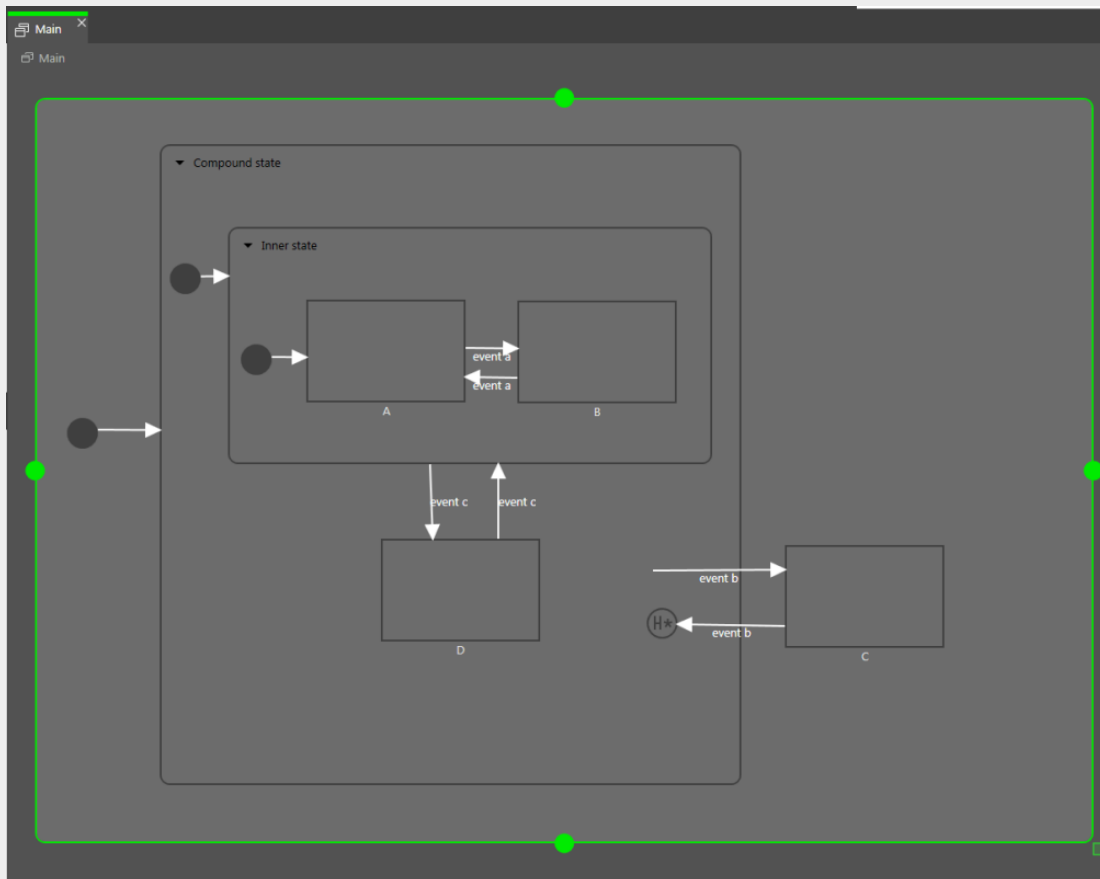 Main
Main
Compound state
Inner state
event a
event a
A
B
event c
event c
event b
H*
event b
D
C